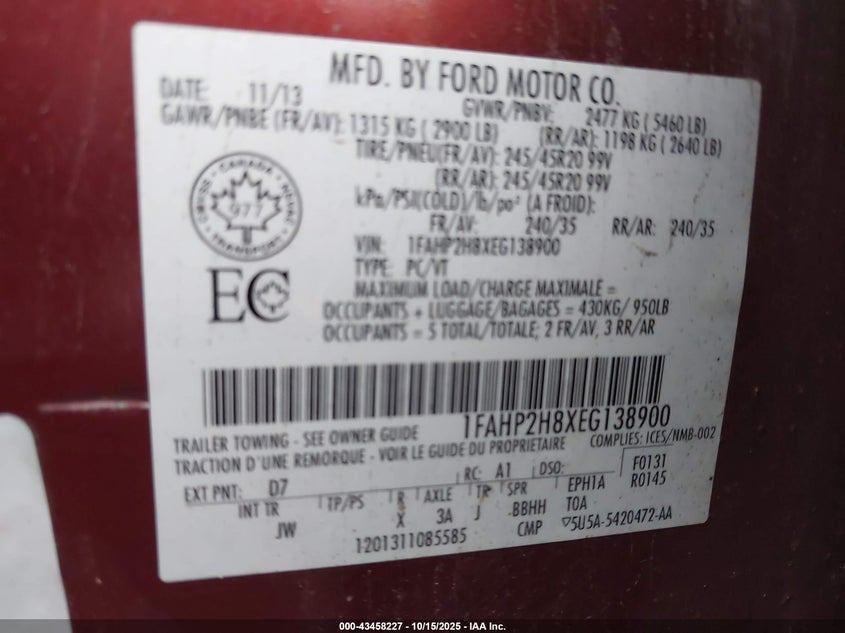 MFD. BY FORD MOTOR CO.
DATE: 11/13 GVWR/PNBV: 2477 KG (5460 LB)
GAWR/PNBE (FR/AV): 1315 KG (2900 LB) (RR/AR): 1198 KG (2640 LB)
TIRE/PNEU(FR/AV): 245/45R20 99V
(RR/AR): 245/45R20 99V
kPa/PSI(COLD)/lb/po² (A FROID):
FR/AV: 240/35 RR/AR: 240/35
VIN: 1FAHP2H8XEG138900
TYPE: PC/VT
MAXIMUM LOAD/CHARGE MAXIMALE =
OCCUPANTS + LUGGAGE/BAGAGES = 430KG/ 950LB
OCCUPANTS = 5 TOTAL/TOTALE; 2 FR/AV, 3 RR/AR
CANADA
977
TRANSPORT
EC
1FAHP2H8XEG138900
TRAILER TOWING - SEE OWNER GUIDE COMPLIES: ICES/NMB-002
TRACTION D'UNE REMORQUE - VOIR LE GUIDE DU PROPRIETAIRE
EXT PNT: D7 RC: A1 DSO: F0131
INT TR TP/PS R AXLE TR SPR EPH1A R0145
JW X 3A J -BBHH TOA
1201311085585 CMP ▽5U5A-5420472-AA
000-43458227 - 10/15/2025 - IAA Inc.